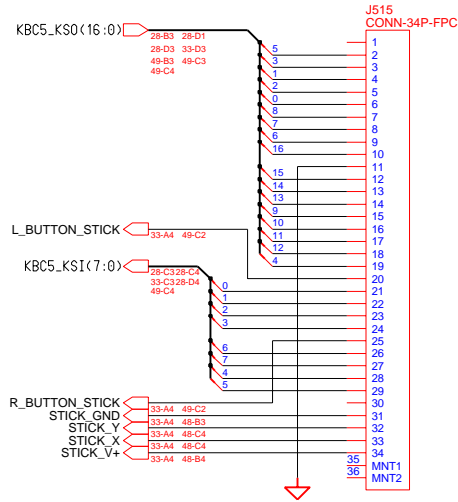 J515
CONN-34P-FPC
KBC5_KSO(16:0)
28-B3 28-D1
28-D3 33-D3
49-B3 49-C3
49-C4
1
5 2
3 3
1 4
2 5
0 6
8 7
7 8
6 9
16 10
11
15 12
14 13
13 14
9 15
10 16
11 17
12 18
4 19
L_BUTTON_STICK
33-A4 49-C2
20
KBC5_KSI(7:0)
28-C3 28-C4
33-C3 28-D4
49-C4
0 21
1 22
2 23
3 24
25
6 26
7 27
4 28
5 29
30
R_BUTTON_STICK
33-A4 49-C2
STICK_GND 31
33-A4 48-B3
STICK_Y 32
33-A4 48-C4
STICK_X 33
33-A4 48-C4
STICK_V+ 34
33-A4 48-B4
35 MNT1
36 MNT2